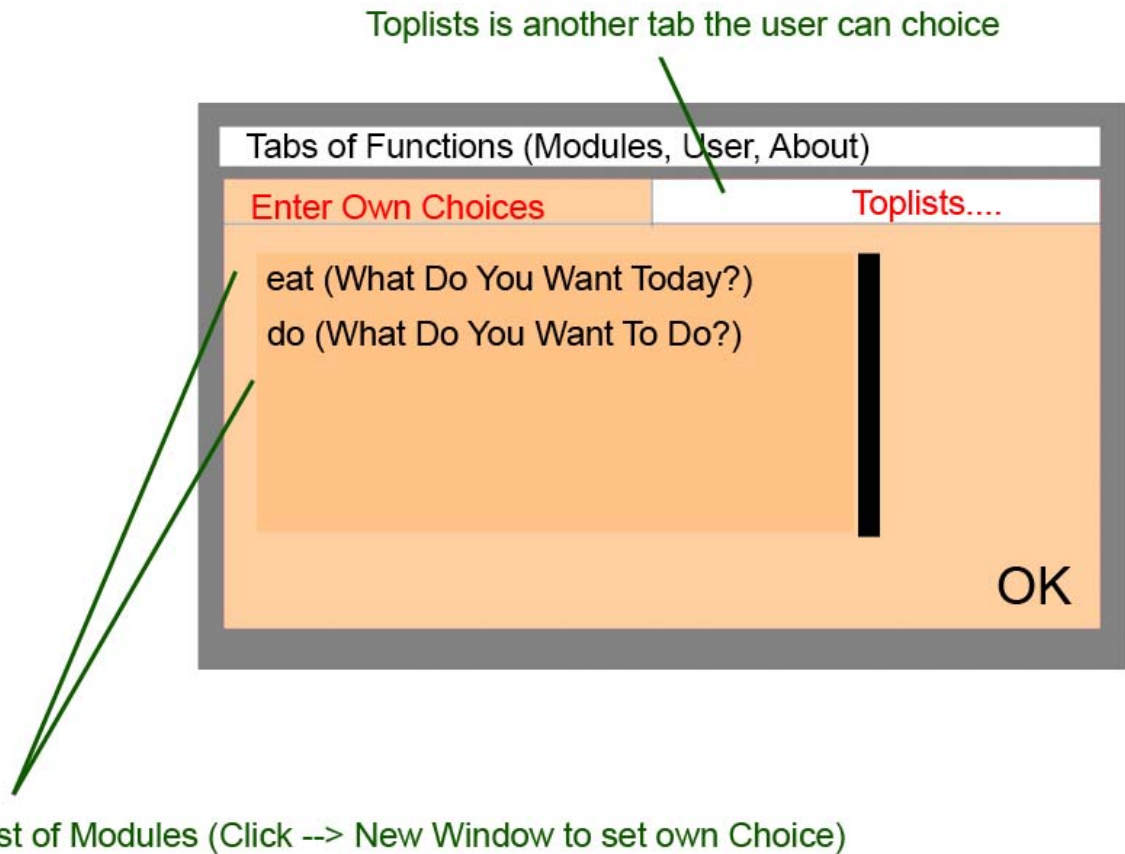 Toplists is another tab the user can choice
Tabs of Functions (Modules, User, About)
Enter Own Choices
Toplists....
eat (What Do You Want Today?)
do (What Do You Want To Do?)
OK
st of Modules (Click --> New Window to set own Choice)